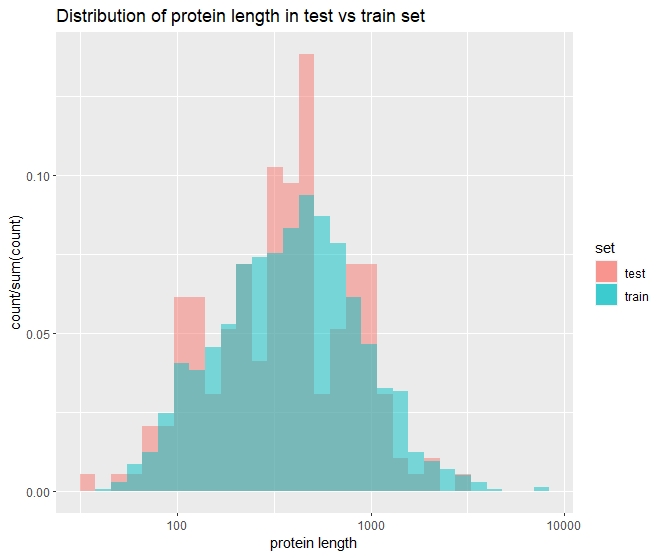 Distribution of protein length in test vs train set
count/sum(count)
0.10
0.05
0.00
100
1000
10000
protein length
set
test
train